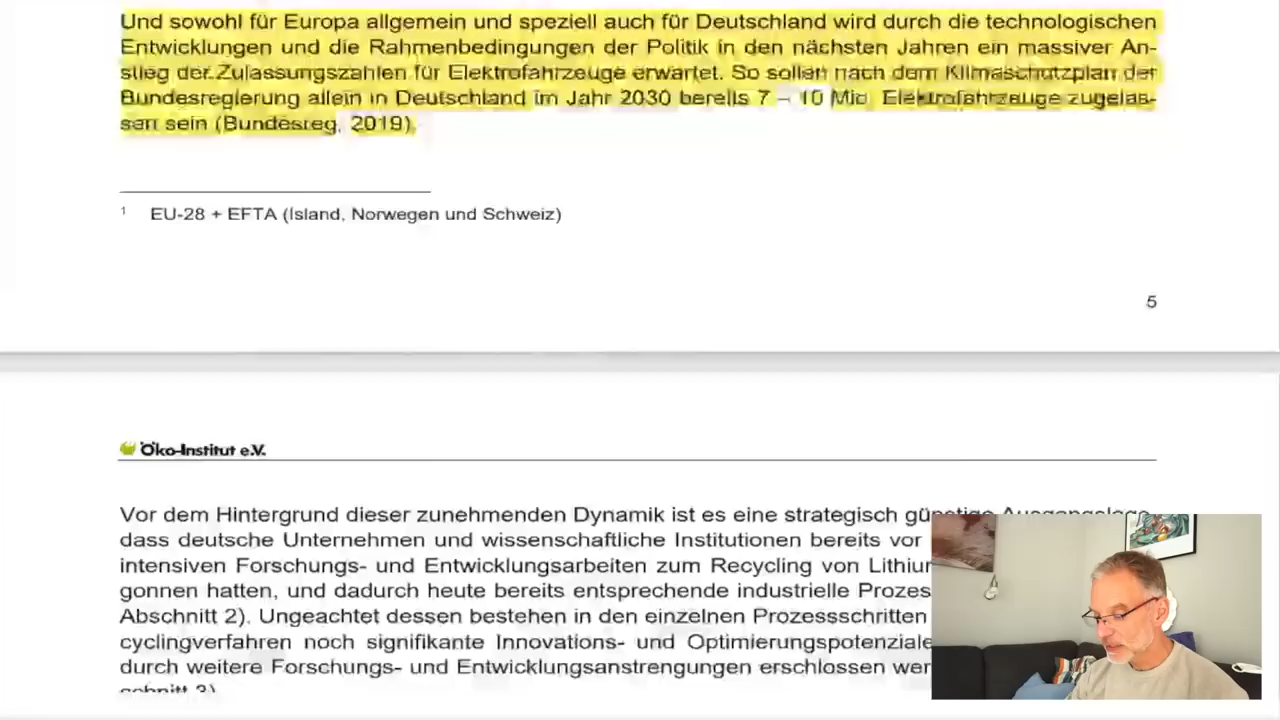 Und sowohl für Europa allgemein und speziell auch für Deutschland wird durch die technologischen
Entwicklungen und die Rahmenbedingungen der Politik in den nächsten Jahren ein massiver An-
stieg der Zulassungszahlen für Elektrofahrzeuge erwartet. So sollen nach dem Klimaschutzplan der
Bundesregierung allein in Deutschland im Jahr 2030 bereits 7 – 10 Mio. Elektrofahrzeuge zugelas-
sen sein (Bundesreg. 2019).
1 EU-28 + EFTA (Island, Norwegen und Schweiz)
5
Öko-Institut e.V.
Vor dem Hintergrund dieser zunehmenden Dynamik ist es eine strategisch günstige Ausgangslage,
dass deutsche Unternehmen und wissenschaftliche Institutionen bereits vor
intensiven Forschungs- und Entwicklungsarbeiten zum Recycling von Lithiu
gonnen hatten, und dadurch heute bereits entsprechende industrielle Prozes
Abschnitt 2). Ungeachtet dessen bestehen in den einzelnen Prozessschritten
cyclingverfahren noch signifikante Innovations- und Optimierungspotenziale
durch weitere Forschungs- und Entwicklungsanstrengungen erschlossen wer
schnitt 3)